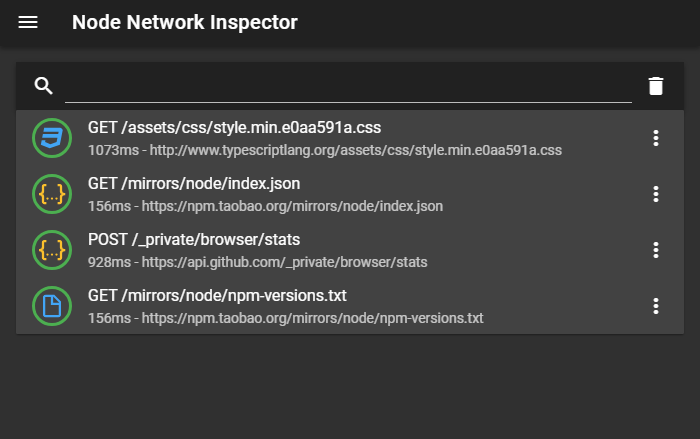 Node Network Inspector
GET /assets/css/style.min.e0aa591a.css
1073ms - http://www.typescriptlang.org/assets/css/style.min.e0aa591a.css
{...}
GET /mirrors/node/index.json
156ms - https://npm.taobao.org/mirrors/node/index.json
{...}
POST /_private/browser/stats
928ms - https://api.github.com/_private/browser/stats
GET /mirrors/node/npm-versions.txt
156ms - https://npm.taobao.org/mirrors/node/npm-versions.txt